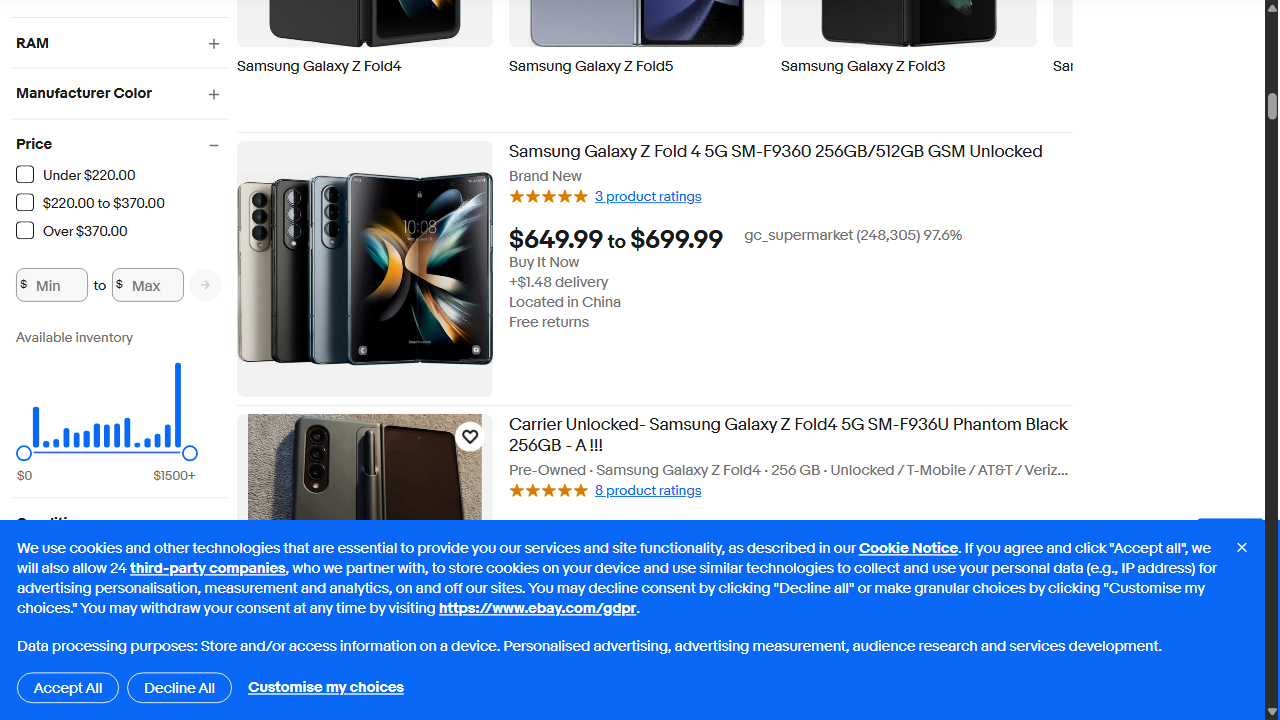 RAM
Manufacturer Color
Price
Under $220.00
$220.00 to $370.00
Over $370.00
$ Min to $ Max
Available inventory
$0 $1500+
Samsung Galaxy Z Fold4
Samsung Galaxy Z Fold5
Samsung Galaxy Z Fold3
Sar
Samsung Galaxy Z Fold 4 5G SM-F9360 256GB/512GB GSM Unlocked
Brand New
3 product ratings
$649.99 to $699.99
gc_supermarket (248,305) 97.6%
Buy It Now
+$1.48 delivery
Located in China
Free returns
Carrier Unlocked- Samsung Galaxy Z Fold4 5G SM-F936U Phantom Black
256GB - A !!!
Pre-Owned · Samsung Galaxy Z Fold4 · 256 GB · Unlocked / T-Mobile / AT&T / Veriz...
8 product ratings
We use cookies and other technologies that are essential to provide you our services and site functionality, as described in our Cookie Notice. If you agree and click "Accept all", we
will also allow 24 third-party companies, who we partner with, to store cookies on your device and use similar technologies to collect and use your personal data (e.g., IP address) for
advertising personalisation, measurement and analytics, on and off our sites. You may decline consent by clicking "Decline all" or make granular choices by clicking "Customise my
choices." You may withdraw your consent at any time by visiting https://www.ebay.com/gdpr.
Data processing purposes: Store and/or access information on a device. Personalised advertising, advertising measurement, audience research and services development.
Accept All
Decline All
Customise my choices